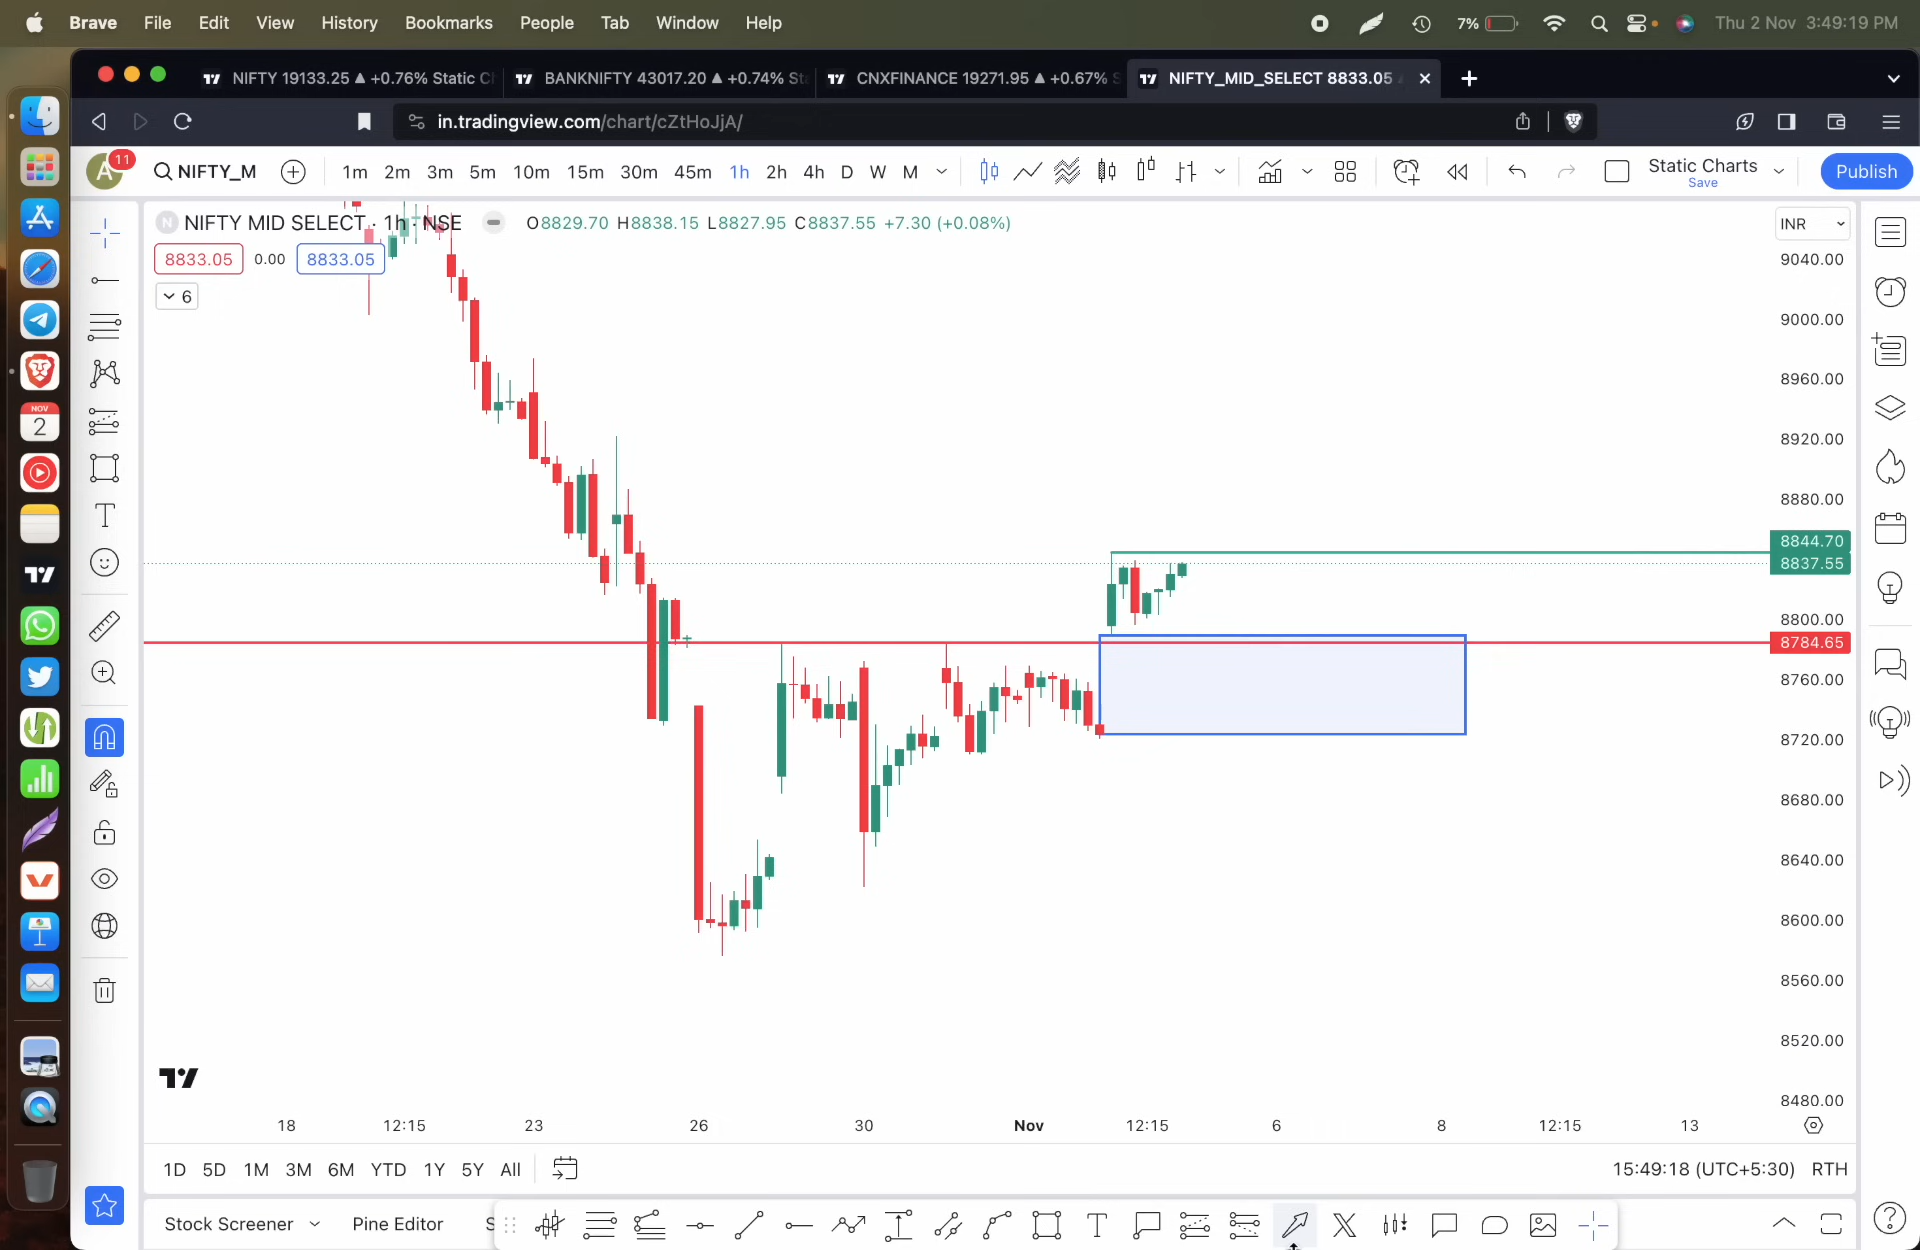 Brave File Edit View History Bookmarks People Tab Window Help 7% Thu 2 Nov 3:49:19 PM
NIFTY 19133.25 ▲ +0.76% Static C
BANKNIFTY 43017.20 ▲ +0.74% St
CNXFINANCE 19271.95 ▲ +0.67% S
NIFTY_MID_SELECT 8833.05
in.tradingview.com/chart/cZtHoJjA/
A 11 NIFTY_M 1m 2m 3m 5m 10m 15m 30m 45m 1h 2h 4h D W M Static Charts Publish
Save
N NIFTY MID SELECT · 1h · NSE O8829.70 H8838.15 L8827.95 C8837.55 +7.30 (+0.08%) INR
8833.05 0.00 8833.05
6
9040.00
9000.00
8960.00
8920.00
8880.00
8844.70
8837.55
8800.00
8784.65
8760.00
8720.00
8680.00
8640.00
8600.00
8560.00
8520.00
8480.00
NOV
2
18 12:15 23 26 30 Nov 12:15 6 8 12:15 13
1D 5D 1M 3M 6M YTD 1Y 5Y All 15:49:18 (UTC+5:30) RTH
Stock Screener Pine Editor S